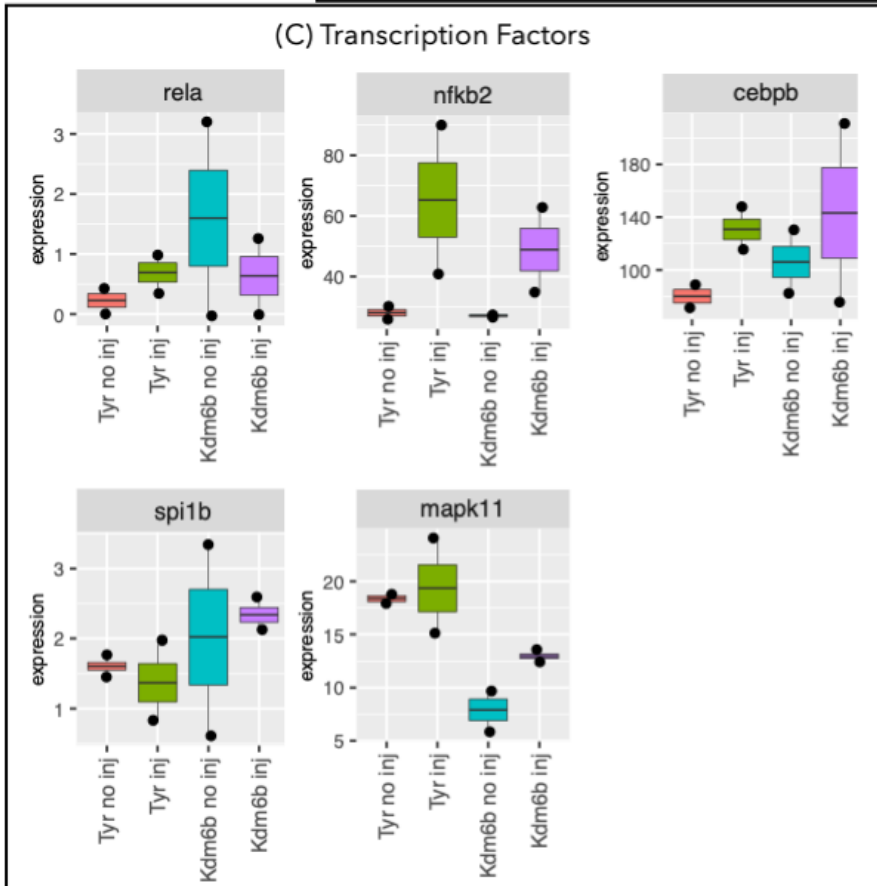 (C) Transcription Factors
rela
nfkb2
cebpb
expression
3
2
1
0
expression
80
60
40
expression
180
140
100
Tyr no inj
Tyr inj
Kdm6b no inj
Kdm6b inj
Tyr no inj
Tyr inj
Kdm6b no inj
Kdm6b inj
Tyr no inj
Tyr inj
Kdm6b no inj
Kdm6b inj
spi1b
mapk11
expression
3
2
1
expression
20
15
10
5
Tyr no inj
Tyr inj
Kdm6b no inj
Kdm6b inj
Tyr no inj
Tyr inj
Kdm6b no inj
Kdm6b inj